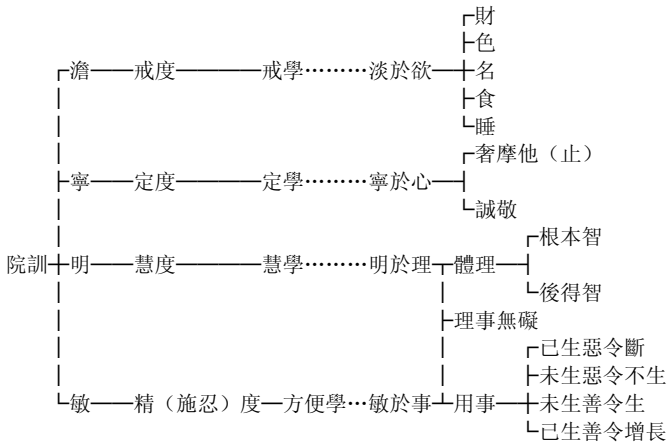 財
色
澹——戒度————戒學………淡於欲——名
食
睡
奢摩他（止）
寧——定度————定學………寧於心——
誠敬
根本智
院訓 明——慧度————慧學………明於理 體理——
後得智
理事無礙
已生惡令斷
未生惡令不生
敏——精（施忍）度—方便學…敏於事 用事——未生善令生
已生善令增長